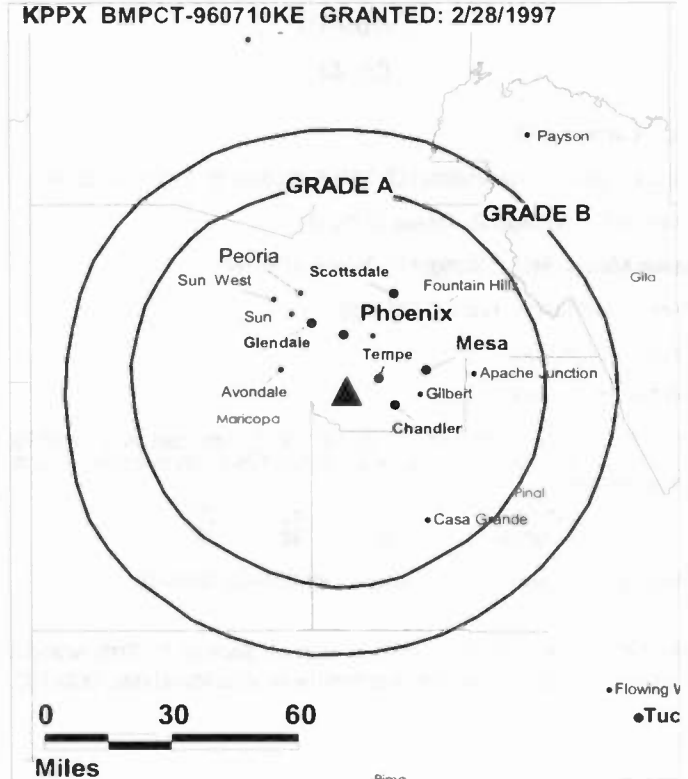 KPPX BMPCT-960710KE GRANTED: 2/28/1997
Payson
GRADE A
GRADE B
Peoria
Scottsdale
Sun West
Fountain Hills
Gila
Sun
Phoenix
Glendale
Mesa
Tempe
Apache Junction
Avondale
Gilbert
Maricopa
Chandler
Pinal
Casa Grande
Flowing W
Tuc
0 30 60
Miles
Pima